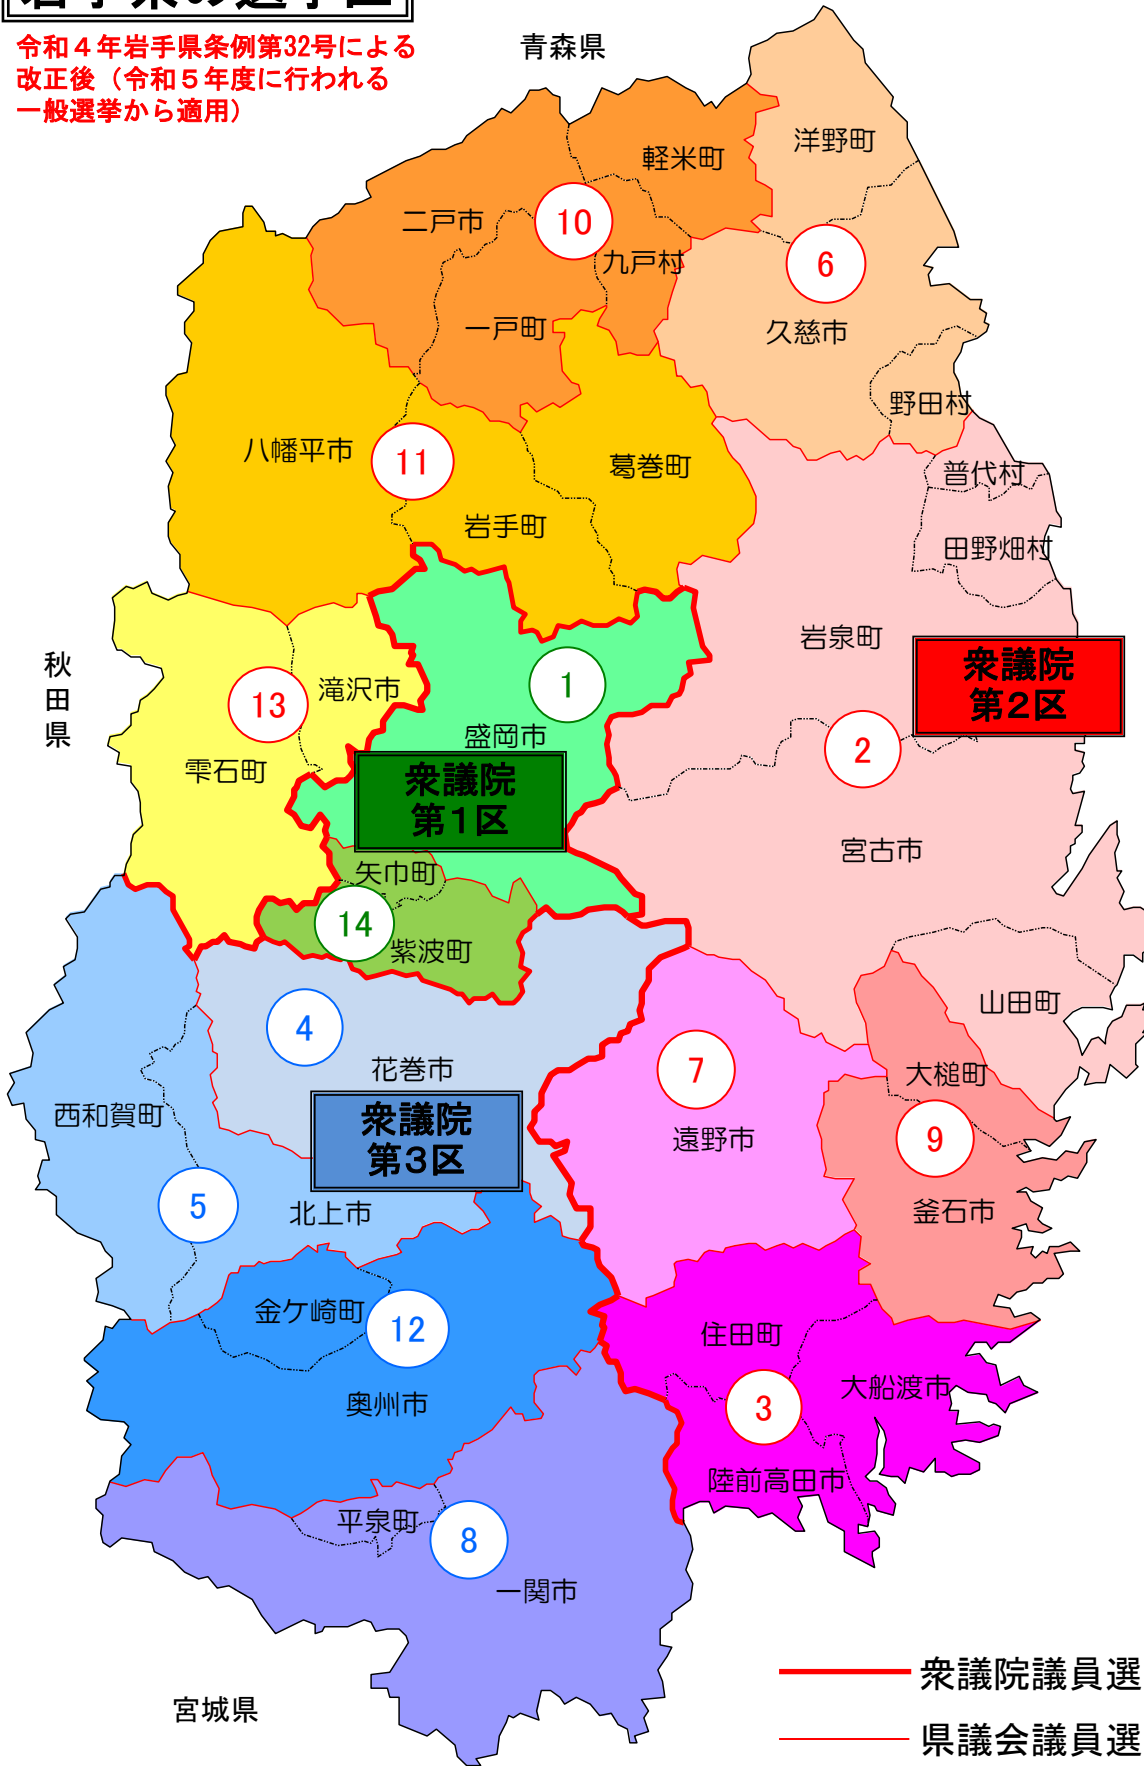 岩手県の選挙区
令和４年岩手県条例第32号による
改正後（令和５年度に行われる
一般選挙から適用）
青森県
洋野町
軽米町
二戸市
10
九戸村
6
一戸町
久慈市
野田村
八幡平市
11
葛巻町
普代村
岩手町
田野畑村
岩泉町
衆議院
第２区
秋
田
県
滝沢市
1
13
盛岡市
2
雫石町
衆議院
第１区
宮古市
矢巾町
14
紫波町
山田町
4
花巻市
7
大槌町
西和賀町
衆議院
第３区
遠野市
9
5
北上市
釜石市
金ケ崎町
12
住田町
大船渡市
奥州市
3
陸前高田市
平泉町
8
一関市
宮城県
衆議院議員選
県議会議員選